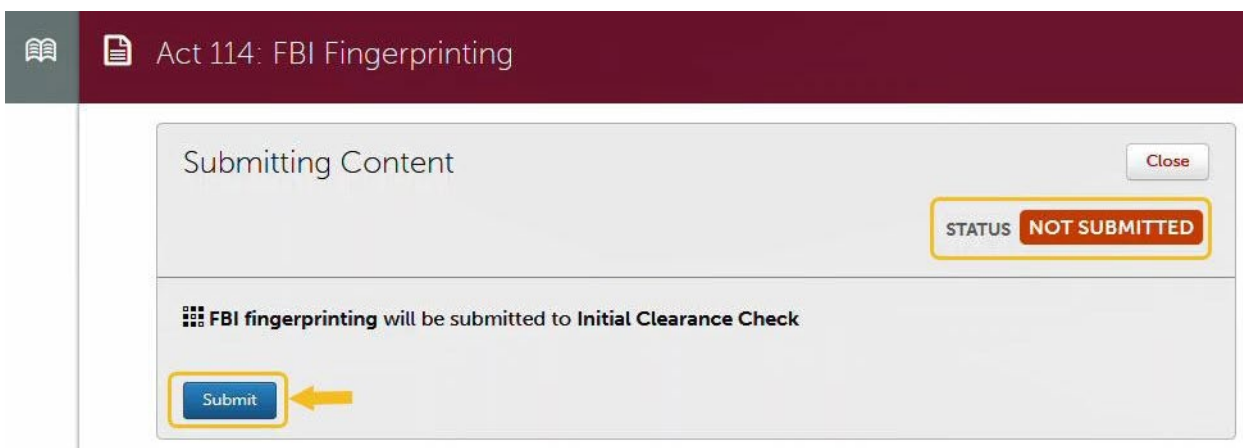 Act 114: FBI Fingerprinting
Submitting Content
Close
STATUS NOT SUBMITTED
FBI fingerprinting will be submitted to Initial Clearance Check
Submit